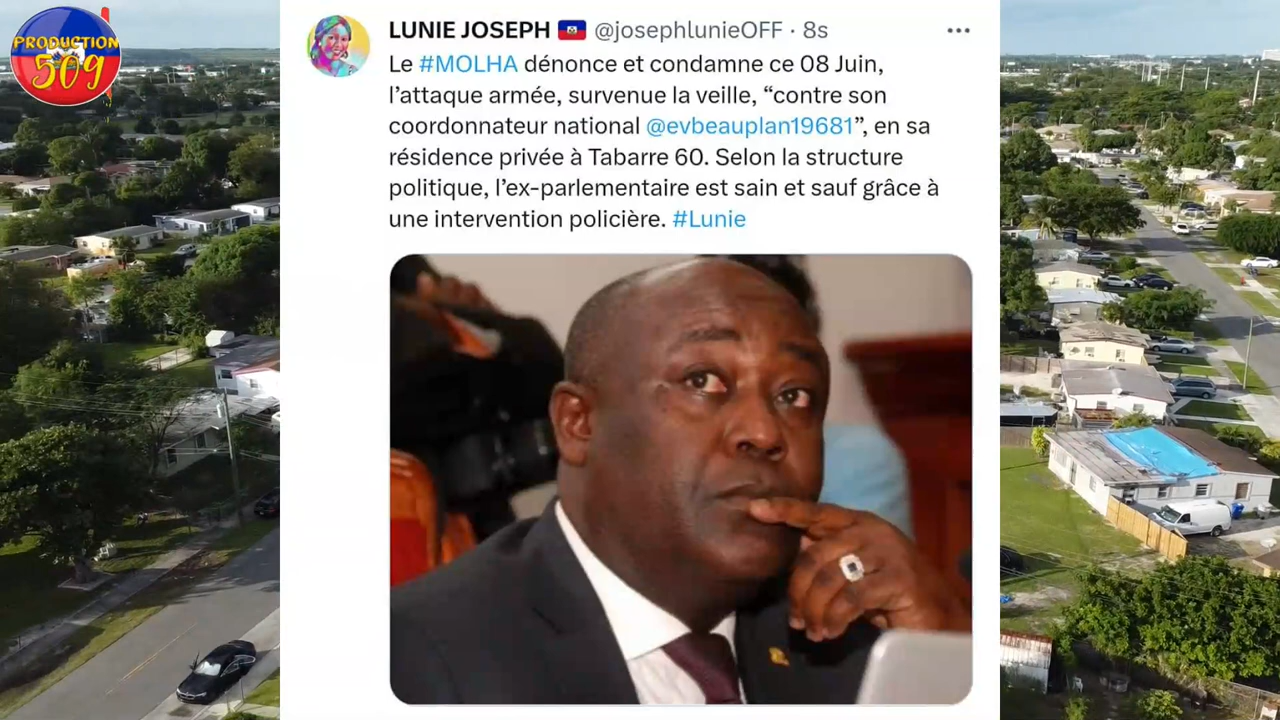 PRODUCTION
509
LUNIE JOSEPH @josephlunieOFF · 8s
Le #MOLHA dénonce et condamne ce 08 Juin,
l’attaque armée, survenue la veille, “contre son
coordonnateur national @evbeauplan19681”, en sa
résidence privée à Tabarre 60. Selon la structure
politique, l’ex-parlementaire est sain et sauf grâce à
une intervention policière. #Lunie